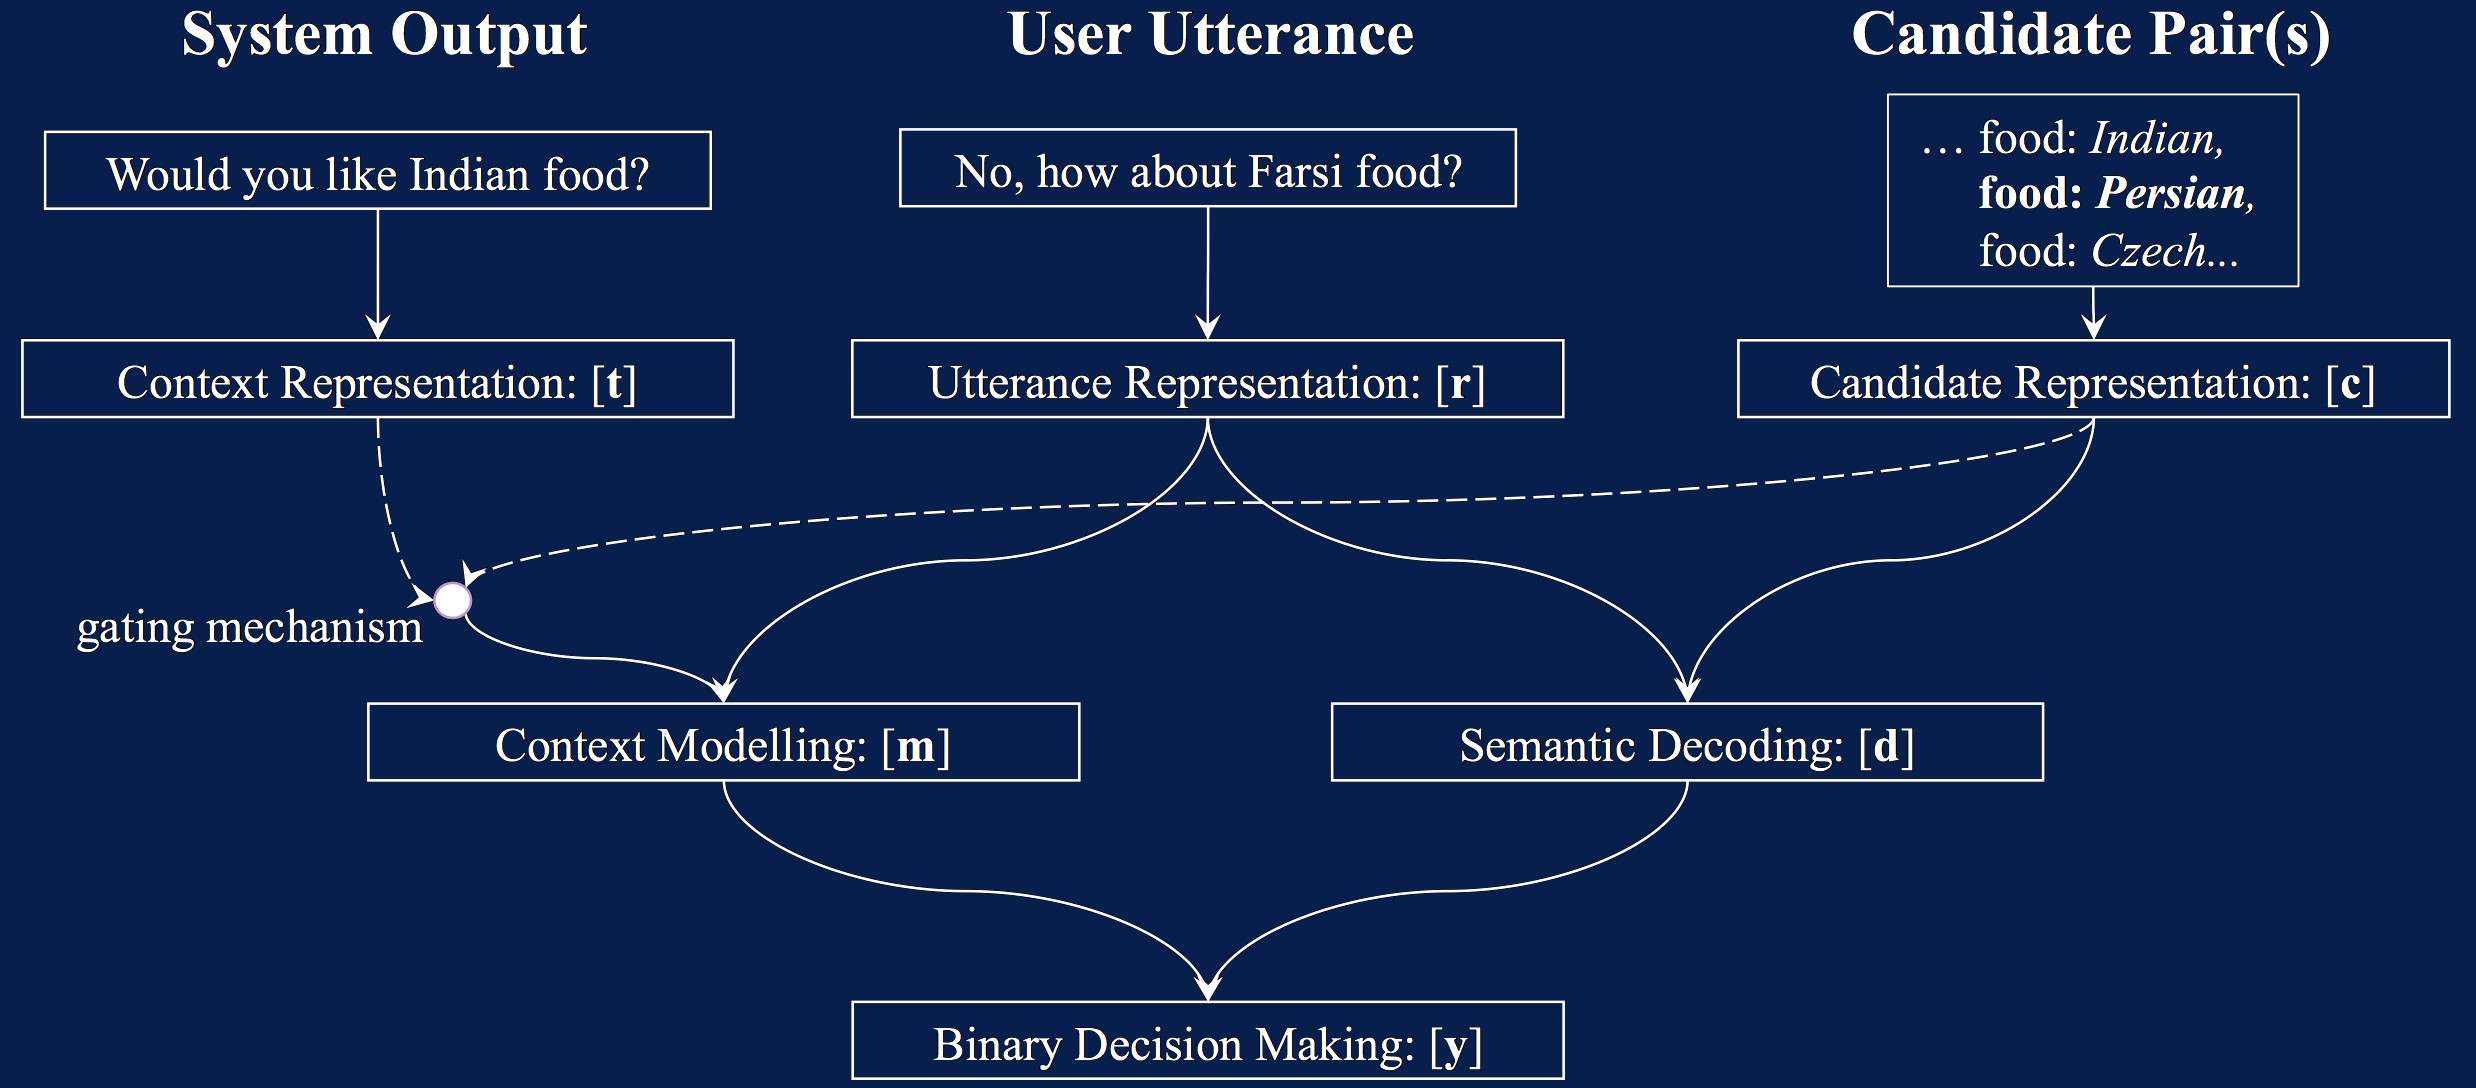 System Output
User Utterance
Candidate Pair(s)
Would you like Indian food?
No, how about Farsi food?
… food: Indian,
food: Persian,
food: Czech...
Context Representation: [t]
Utterance Representation: [r]
Candidate Representation: [c]
gating mechanism
Context Modelling: [m]
Semantic Decoding: [d]
Binary Decision Making: [y]